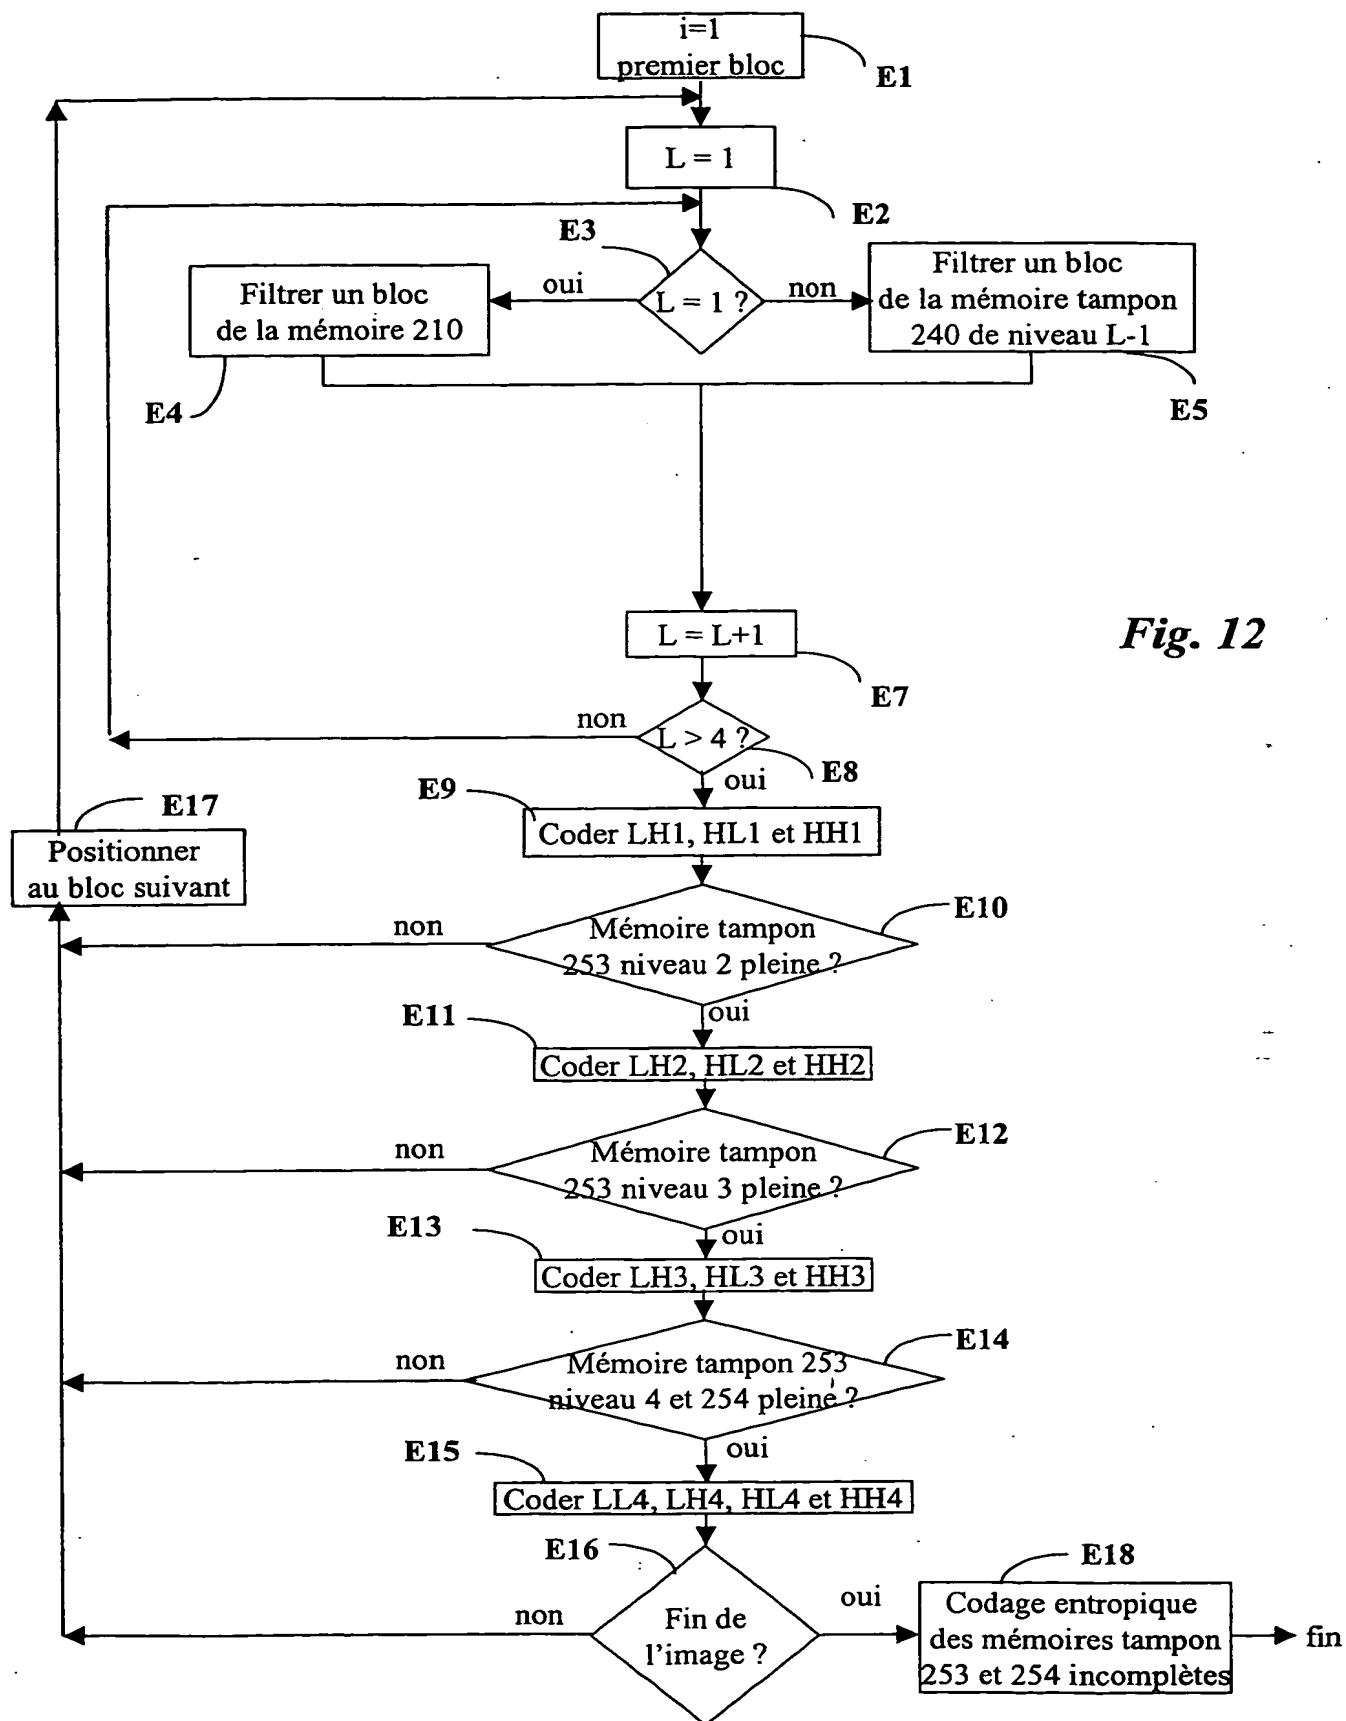 i=1
premier bloc
E1
L = 1
E2
E3
L = 1 ?
oui
non
Filtrer un bloc
de la mémoire 210
E4
Filtrer un bloc
de la mémoire tampon
240 de niveau L-1
E5
L = L+1
E7
Fig. 12
L > 4 ?
non
oui
E8
E9
Coder LH1, HL1 et HH1
E17
Positionner
au bloc suivant
E10
Mémoire tampon
253 niveau 2 pleine ?
non
oui
E11
Coder LH2, HL2 et HH2
E12
Mémoire tampon
253 niveau 3 pleine ?
non
oui
E13
Coder LH3, HL3 et HH3
E14
Mémoire tampon 253
niveau 4 et 254 pleine ?
non
oui
E15
Coder LL4, LH4, HL4 et HH4
E16
Fin de
l'image ?
non
oui
E18
Codage entropique
des mémoires tampon
253 et 254 incomplètes
fin